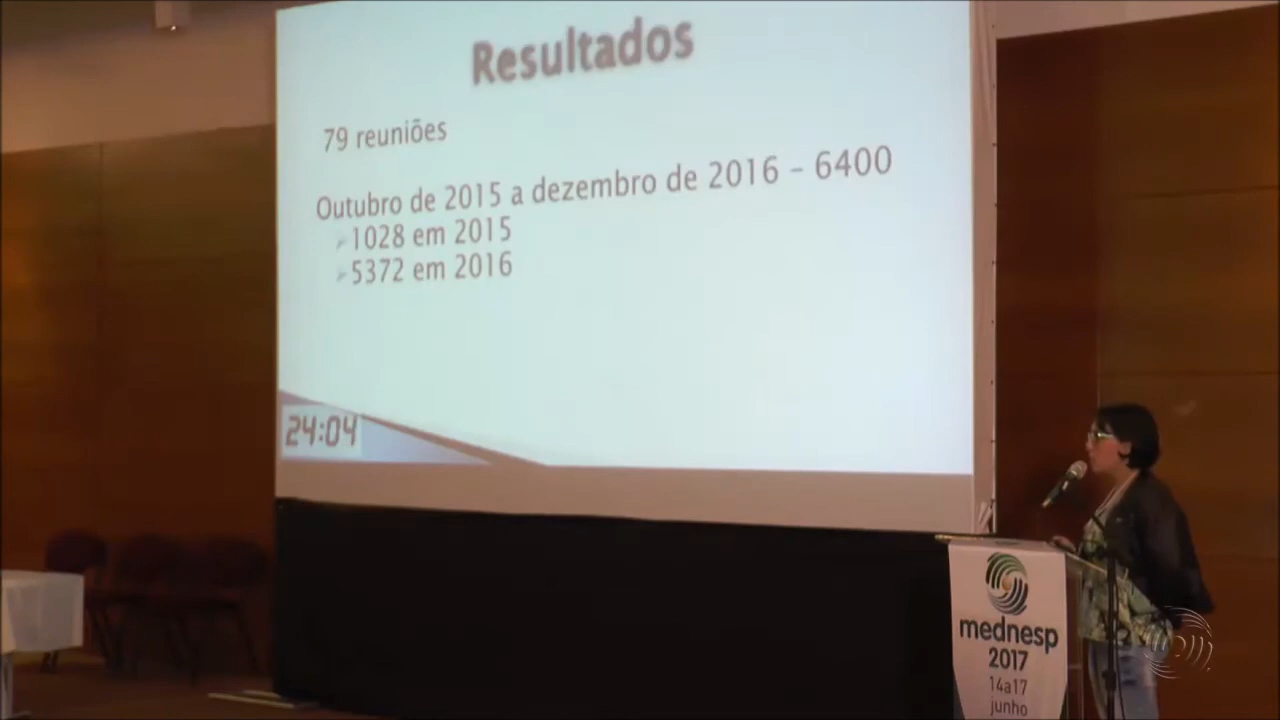 Resultados
79 reuniões
Outubro de 2015 a dezembro de 2016 – 6400
1028 em 2015
5372 em 2016
24:04
mednesp
2017
14a17
junho